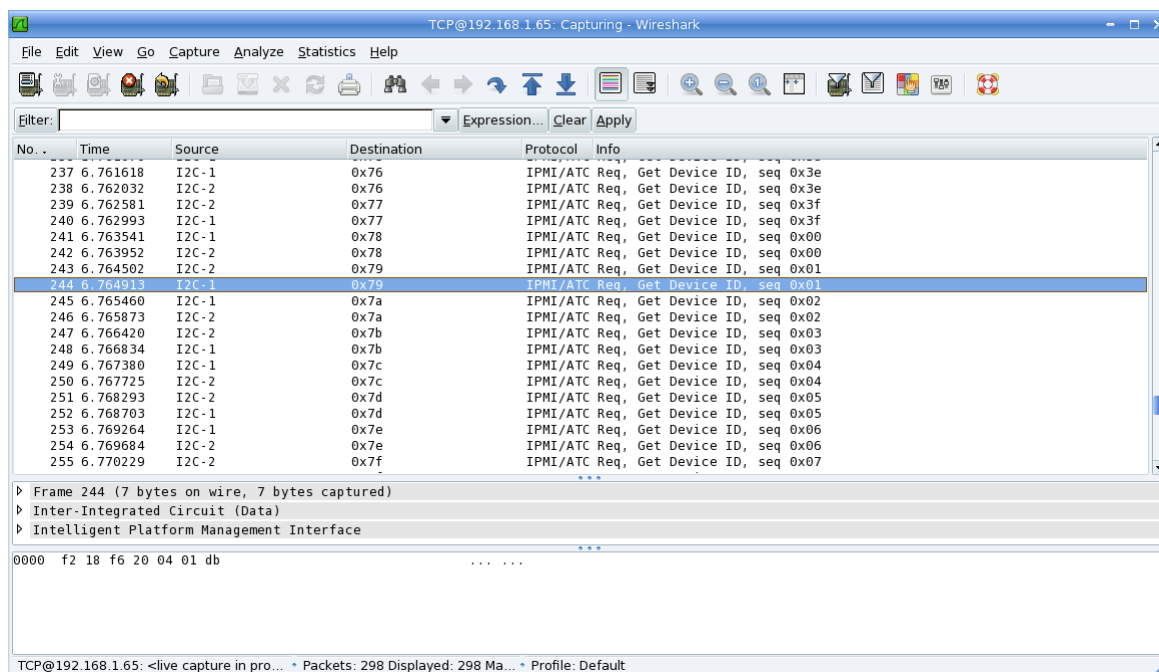 TCP@192.168.1.65: Capturing - Wireshark
File Edit View Go Capture Analyze Statistics Help
Filter: Expression... Clear Apply
No. . Time Source Destination Protocol Info
237 6.761618 I2C-1 0x76 IPMI/ATC Req, Get Device ID, seq 0x3e
238 6.762032 I2C-2 0x76 IPMI/ATC Req, Get Device ID, seq 0x3e
239 6.762581 I2C-2 0x77 IPMI/ATC Req, Get Device ID, seq 0x3f
240 6.762993 I2C-1 0x77 IPMI/ATC Req, Get Device ID, seq 0x3f
241 6.763541 I2C-1 0x78 IPMI/ATC Req, Get Device ID, seq 0x00
242 6.763952 I2C-2 0x78 IPMI/ATC Req, Get Device ID, seq 0x00
243 6.764502 I2C-2 0x79 IPMI/ATC Req, Get Device ID, seq 0x01
244 6.764913 I2C-1 0x79 IPMI/ATC Req, Get Device ID, seq 0x01
245 6.765460 I2C-1 0x7a IPMI/ATC Req, Get Device ID, seq 0x02
246 6.765873 I2C-2 0x7a IPMI/ATC Req, Get Device ID, seq 0x02
247 6.766420 I2C-2 0x7b IPMI/ATC Req, Get Device ID, seq 0x03
248 6.766834 I2C-1 0x7b IPMI/ATC Req, Get Device ID, seq 0x03
249 6.767380 I2C-1 0x7c IPMI/ATC Req, Get Device ID, seq 0x04
250 6.767725 I2C-2 0x7c IPMI/ATC Req, Get Device ID, seq 0x04
251 6.768293 I2C-2 0x7d IPMI/ATC Req, Get Device ID, seq 0x05
252 6.768703 I2C-1 0x7d IPMI/ATC Req, Get Device ID, seq 0x05
253 6.769264 I2C-1 0x7e IPMI/ATC Req, Get Device ID, seq 0x06
254 6.769684 I2C-2 0x7e IPMI/ATC Req, Get Device ID, seq 0x06
255 6.770229 I2C-2 0x7f IPMI/ATC Req, Get Device ID, seq 0x07
Frame 244 (7 bytes on wire, 7 bytes captured)
Inter-Integrated Circuit (Data)
Intelligent Platform Management Interface
0000 f2 18 f6 20 04 01 db ... ...
TCP@192.168.1.65: <live capture in pro... Packets: 298 Displayed: 298 Ma... Profile: Default